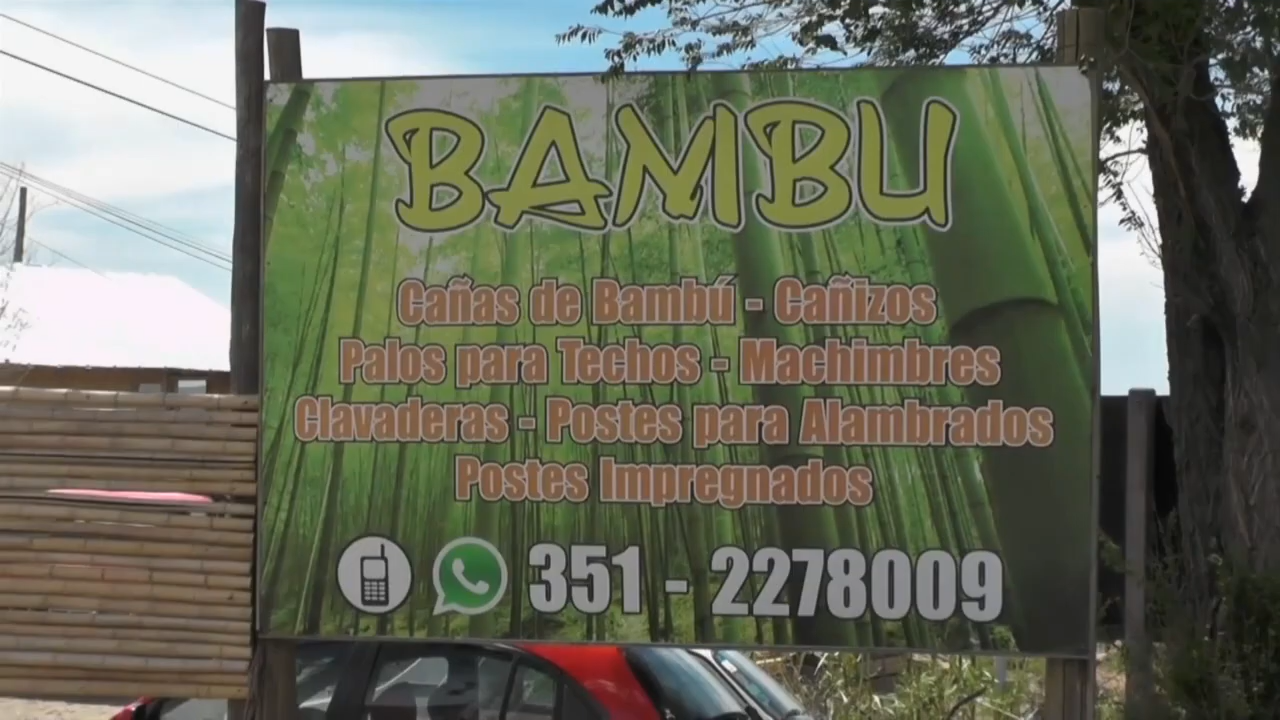 BAMBU
Cañas de Bambú - Cañizos
Palos para Techos - Machimbres
Clavaderas - Postes para Alambrados
Postes Impregnados
351 - 2278009